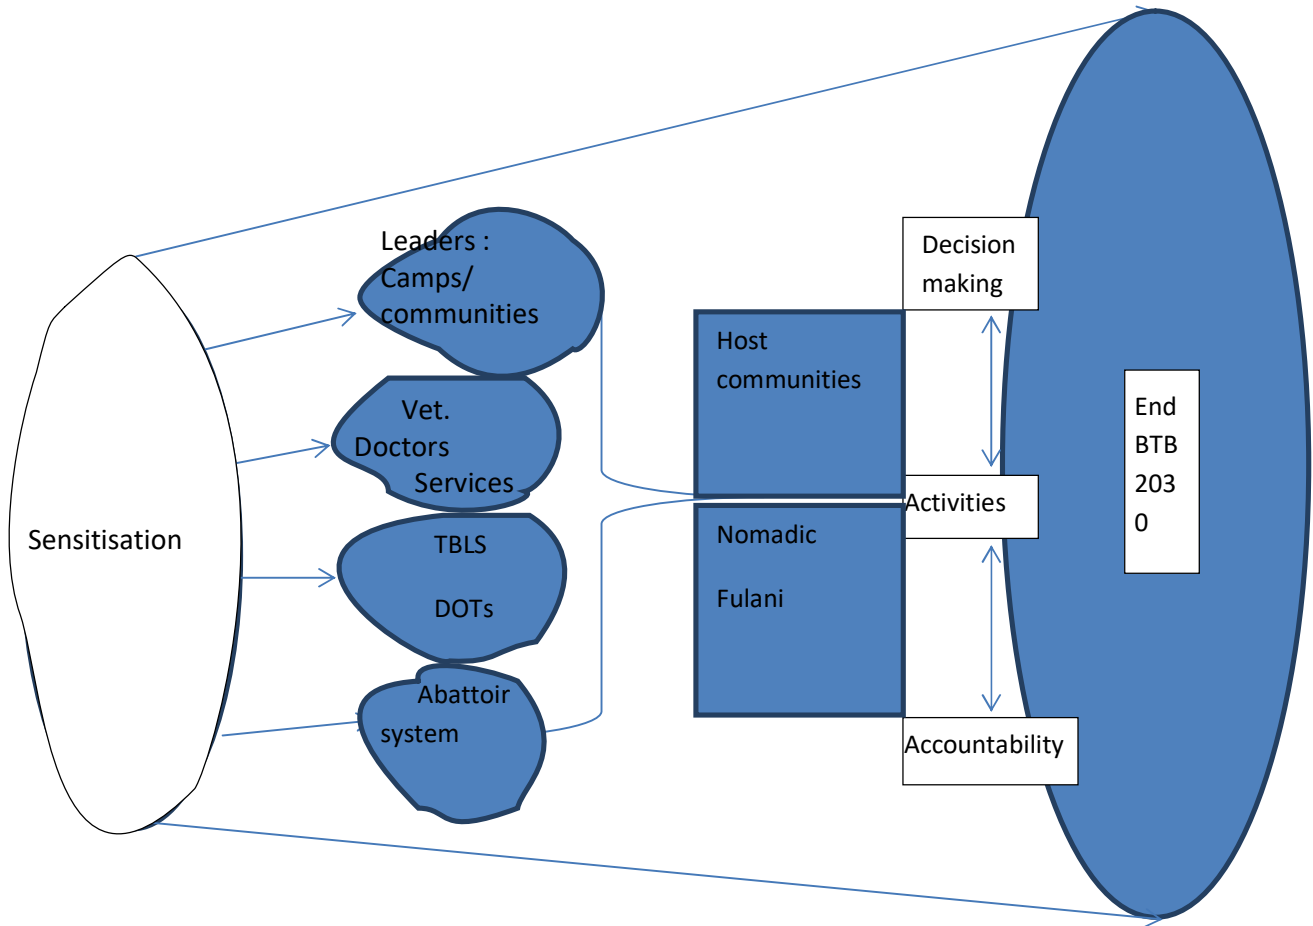 Sensitisation
Leaders :
Camps/
communities
Vet.
Doctors
Services
TBLS
DOTs
Abattoir
system
Host
communities
Nomadic
Fulani
Decision
making
Activities
Accountability
End
BTB
203
0